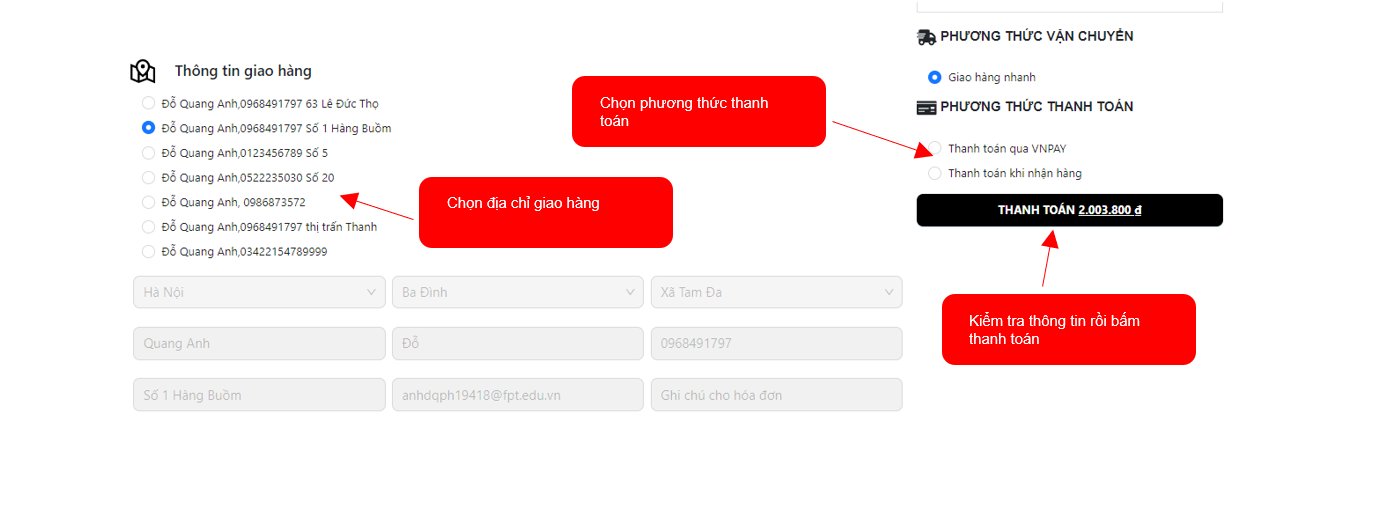 Thông tin giao hàng
Đỗ Quang Anh,0968491797 63 Lê Đức Thọ
Đỗ Quang Anh,0968491797 Số 1 Hàng Buồm
Đỗ Quang Anh,0123456789 Số 5
Đỗ Quang Anh,0522235030 Số 20
Đỗ Quang Anh, 0986873572
Đỗ Quang Anh,0968491797 thị trấn Thanh
Đỗ Quang Anh,03422154789999
Chọn địa chỉ giao hàng
Hà Nội
Ba Đình
Xã Tam Đa
Quang Anh
Đỗ
0968491797
Số 1 Hàng Buồm
anhdqph19418@fpt.edu.vn
Ghi chú cho hóa đơn
PHƯƠNG THỨC VẬN CHUYỂN
Giao hàng nhanh
PHƯƠNG THỨC THANH TOÁN
Chọn phương thức thanh
toán
Thanh toán qua VNPAY
Thanh toán khi nhận hàng
THANH TOÁN 2.003.800 đ
Kiểm tra thông tin rồi bấm
thanh toán